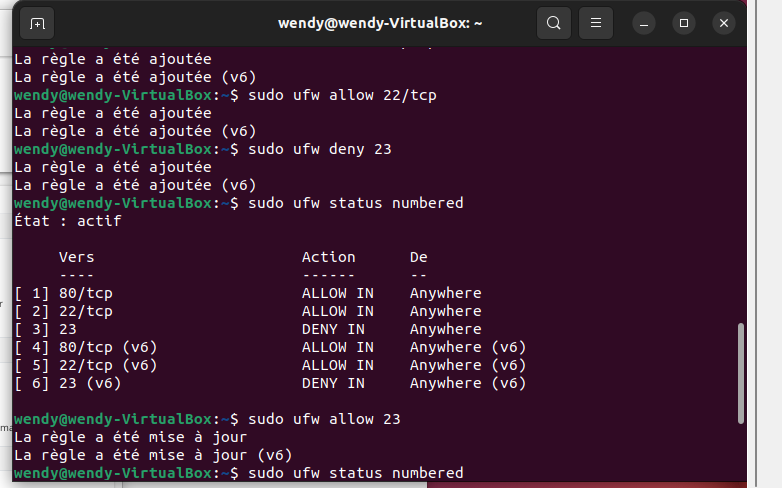 wendy@wendy-VirtualBox: ~
La règle a été ajoutée
La règle a été ajoutée (v6)
wendy@wendy-VirtualBox:~$ sudo ufw allow 22/tcp
La règle a été ajoutée
La règle a été ajoutée (v6)
wendy@wendy-VirtualBox:~$ sudo ufw deny 23
La règle a été ajoutée
La règle a été ajoutée (v6)
wendy@wendy-VirtualBox:~$ sudo ufw status numbered
État : actif
Vers Action De
---- ------ --
[ 1] 80/tcp ALLOW IN Anywhere
[ 2] 22/tcp ALLOW IN Anywhere
[ 3] 23 DENY IN Anywhere
[ 4] 80/tcp (v6) ALLOW IN Anywhere (v6)
[ 5] 22/tcp (v6) ALLOW IN Anywhere (v6)
[ 6] 23 (v6) DENY IN Anywhere (v6)
wendy@wendy-VirtualBox:~$ sudo ufw allow 23
La règle a été mise à jour
La règle a été mise à jour (v6)
wendy@wendy-VirtualBox:~$ sudo ufw status numbered